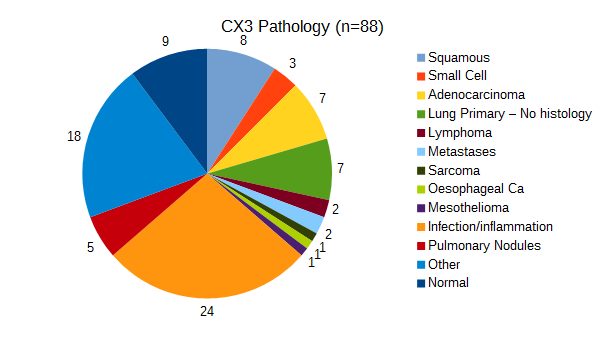 CX3 Pathology (n=88)
8
3
7
7
2
2
1
1
1
24
5
18
9
Squamous
Small Cell
Adenocarcinoma
Lung Primary – No histology
Lymphoma
Metastases
Sarcoma
Oesophageal Ca
Mesothelioma
Infection/inflammation
Pulmonary Nodules
Other
Normal